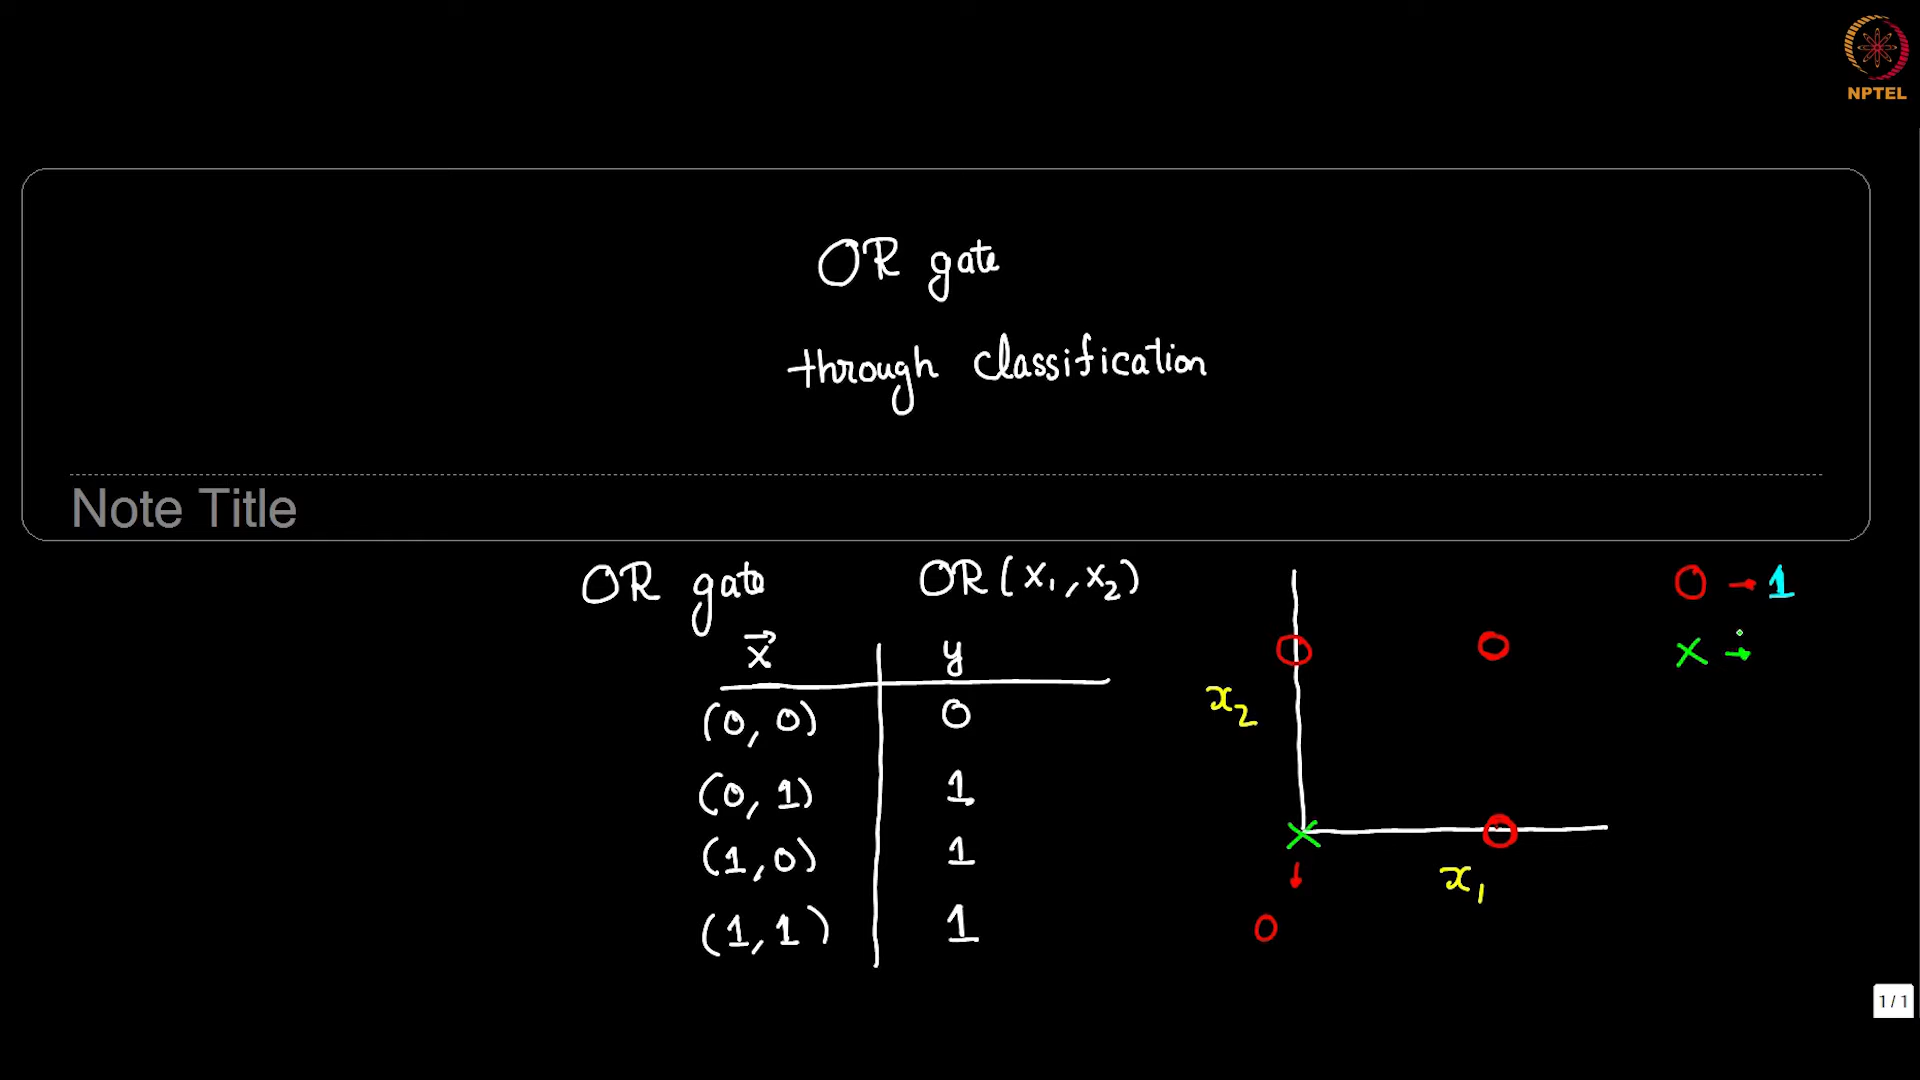 NPTEL
OR gate
through classification
Note Title
OR gate OR(x₁, x₂)
x⃗ y
(0, 0) 0
(0, 1) 1
(1, 0) 1
(1, 1) 1
O → 1
X →
x₂
x₁
0
1 / 1